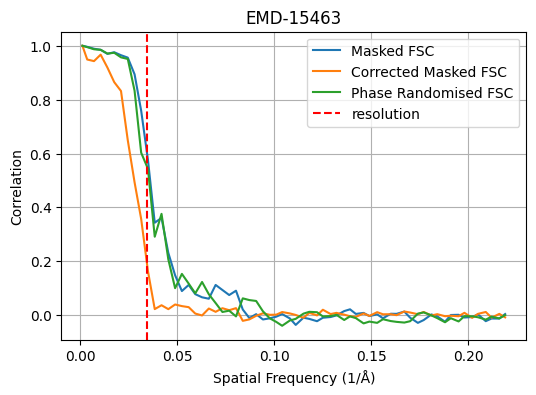 EMD-15463
Masked FSC
Corrected Masked FSC
Phase Randomised FSC
resolution
Correlation
1.0
0.8
0.6
0.4
0.2
0.0
0.00
0.05
0.10
0.15
0.20
Spatial Frequency (1/Å)